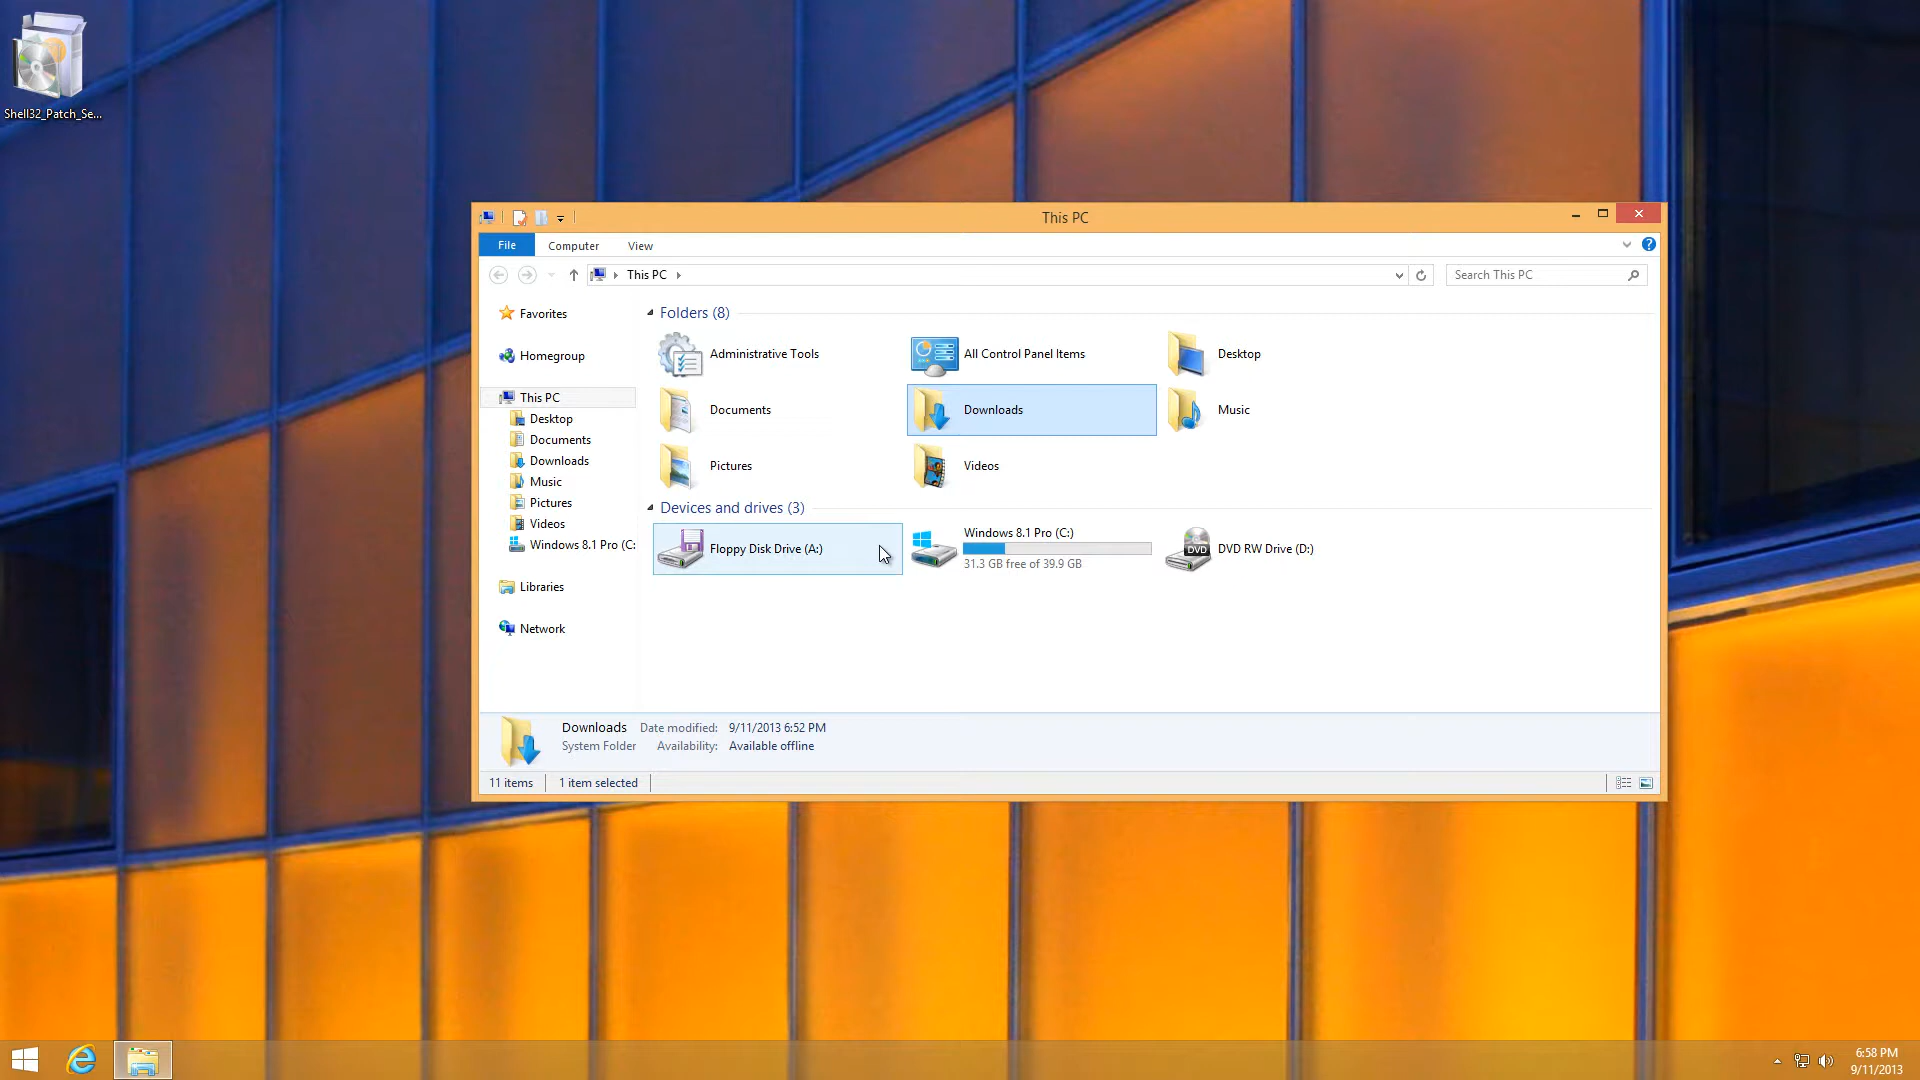 Shell32_Patch_Se...
This PC
File Computer View
This PC
Search This PC
Favorites
Homegroup
This PC
Desktop
Documents
Downloads
Music
Pictures
Videos
Windows 8.1 Pro (C:
Libraries
Network
Folders (8)
Administrative Tools
All Control Panel Items
Desktop
Documents
Downloads
Music
Pictures
Videos
Devices and drives (3)
Floppy Disk Drive (A:)
Windows 8.1 Pro (C:)
31.3 GB free of 39.9 GB
DVD
DVD RW Drive (D:)
Downloads Date modified: 9/11/2013 6:52 PM
System Folder Availability: Available offline
11 items 1 item selected
6:58 PM
9/11/2013